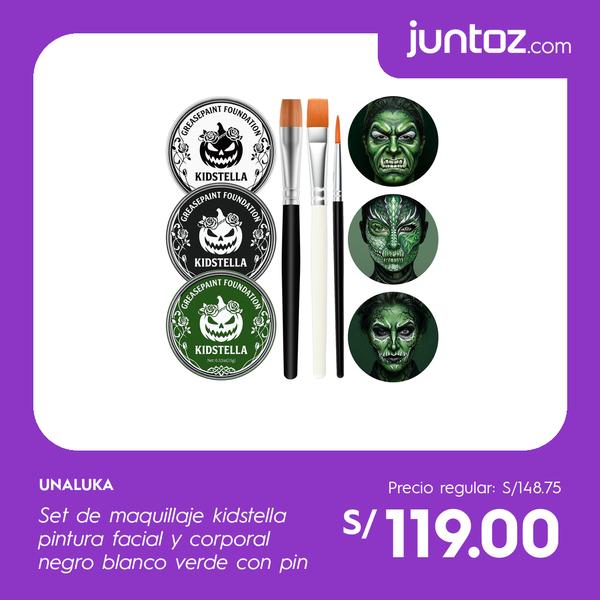 juntoz.com
GREASEPAINT FOUNDATION
KIDSTELLA
GREASEPAINT FOUNDATION
KIDSTELLA
GREASEPAINT FOUNDATION
KIDSTELLA
UNALUKA
Set de maquillaje kidstella
pintura facial y corporal
negro blanco verde con pin
Precio regular: S/148.75
S/119.00